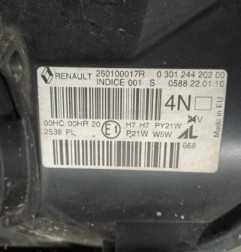 RENAULT 260100017R 0 301 244 202 00
INDICE 001 S 0588 22.01.10
4N
Made in EU
00HC 00HR 20 E1 H7 H7 PY21W
2538 PL P21W W5W AL
668